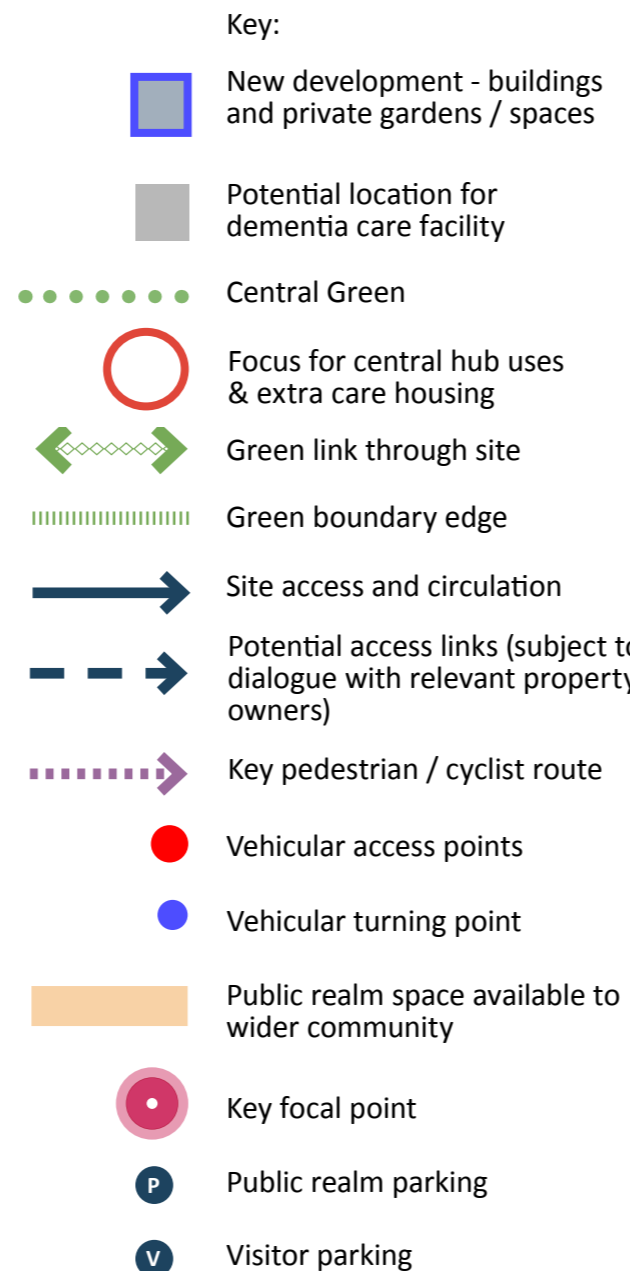 Key:
New development - buildings
and private gardens / spaces
Potential location for
dementia care facility
Central Green
Focus for central hub uses
& extra care housing
Green link through site
Green boundary edge
Site access and circulation
Potential access links (subject to
dialogue with relevant property
owners)
Key pedestrian / cyclist route
Vehicular access points
Vehicular turning point
Public realm space available to
wider community
Key focal point
P Public realm parking
V Visitor parking